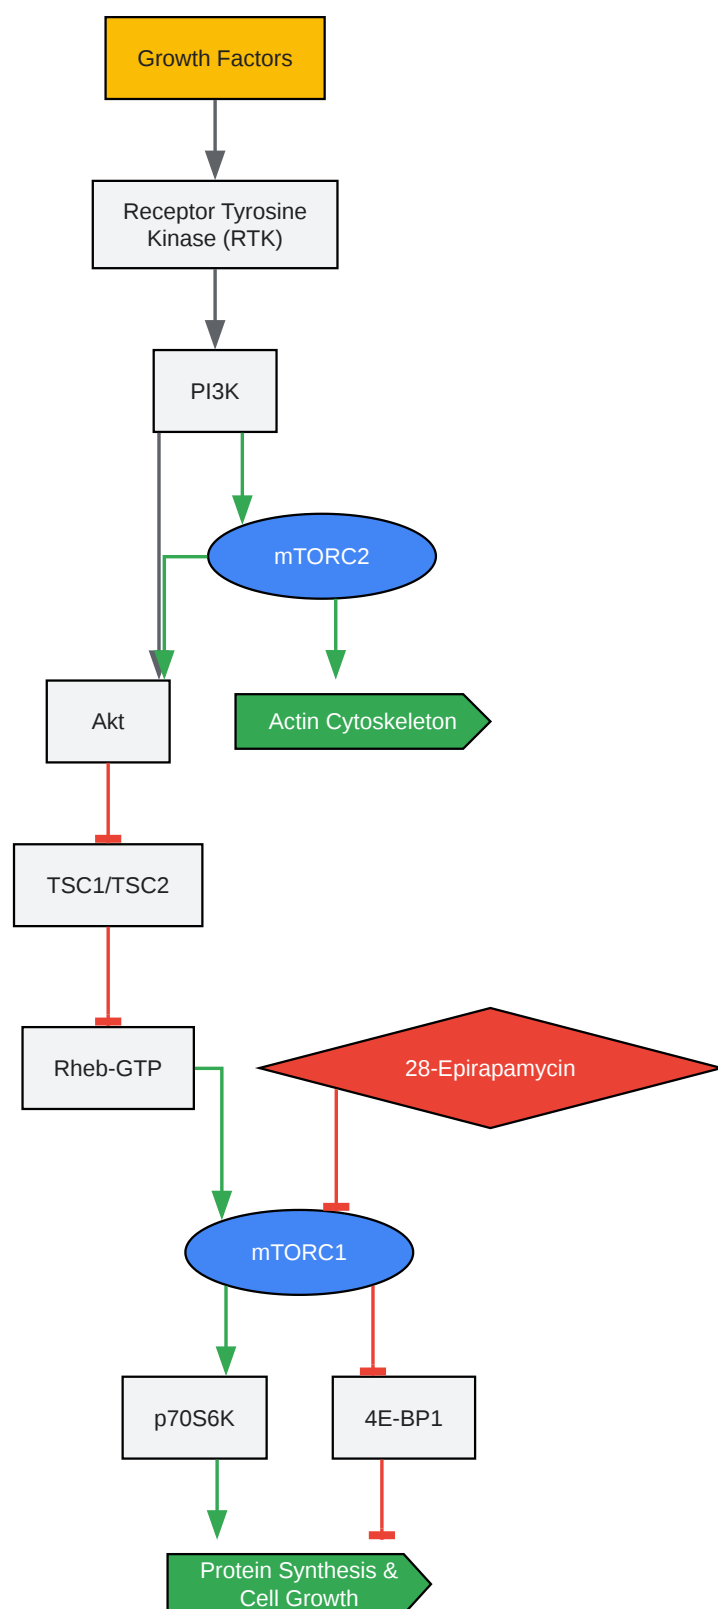 Growth Factors
Receptor Tyrosine
Kinase (RTK)
PI3K
mTORC2
Akt
Actin Cytoskeleton
TSC1/TSC2
Rheb-GTP
28-Epirapamycin
mTORC1
p70S6K
4E-BP1
Protein Synthesis &
Cell Growth